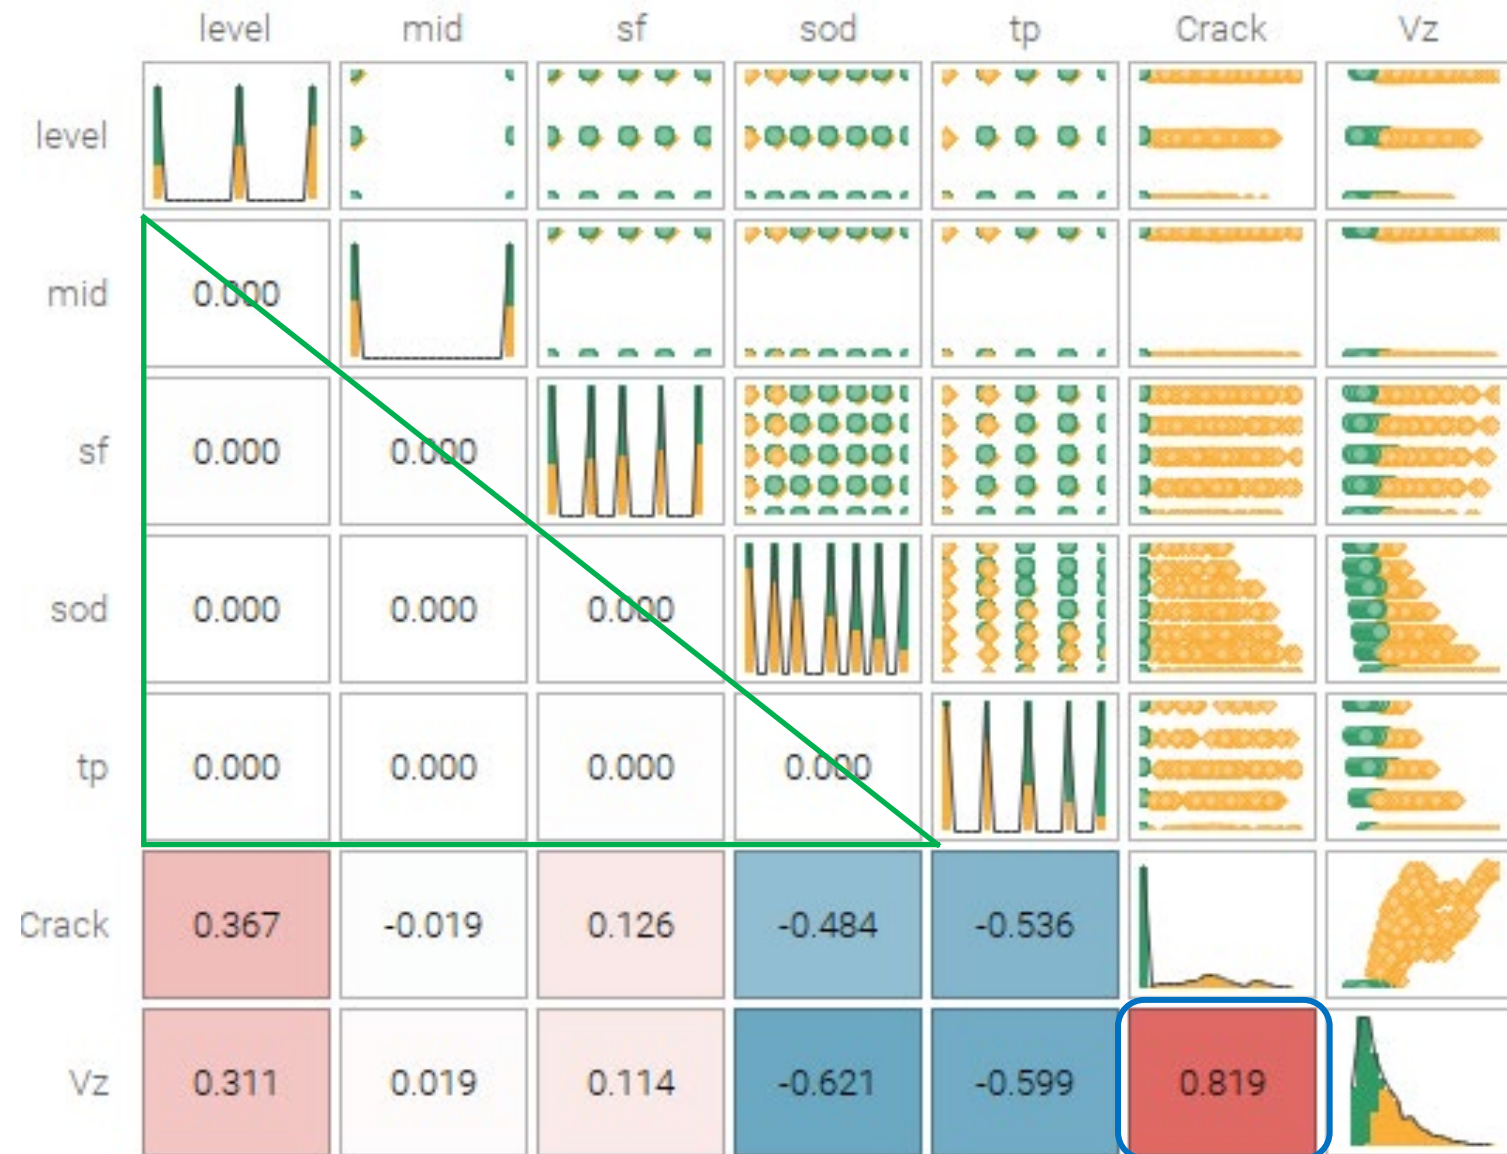 level mid sf sod tp Crack Vz
level
mid 0.000
sf 0.000 0.000
sod 0.000 0.000 0.000
tp 0.000 0.000 0.000 0.000
Crack 0.367 -0.019 0.126 -0.484 -0.536
Vz 0.311 0.019 0.114 -0.621 -0.599 0.819